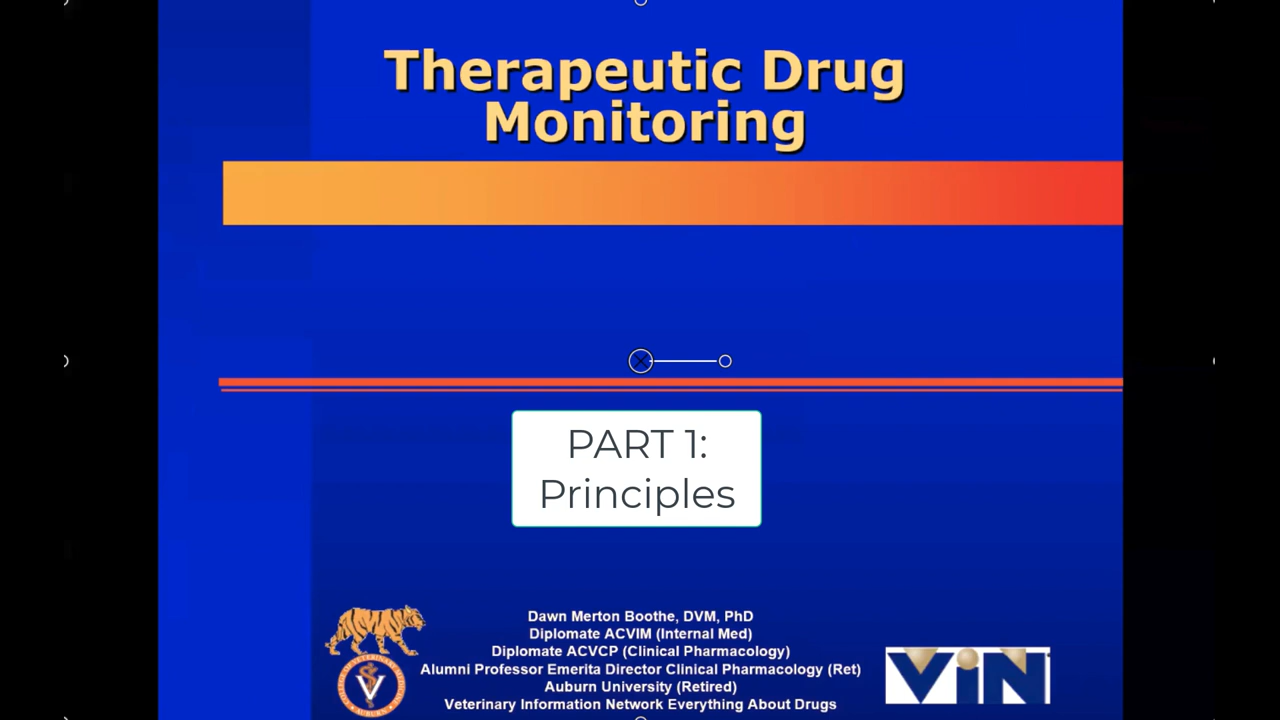 Therapeutic Drug
Monitoring
PART 1:
Principles
Dawn Merton Boothe, DVM, PhD
Diplomate ACVIM (Internal Med)
Diplomate ACVCP (Clinical Pharmacology)
Alumni Professor Emerita Director Clinical Pharmacology (Ret)
Auburn University (Retired)
Veterinary Information Network Everything About Drugs
ViN